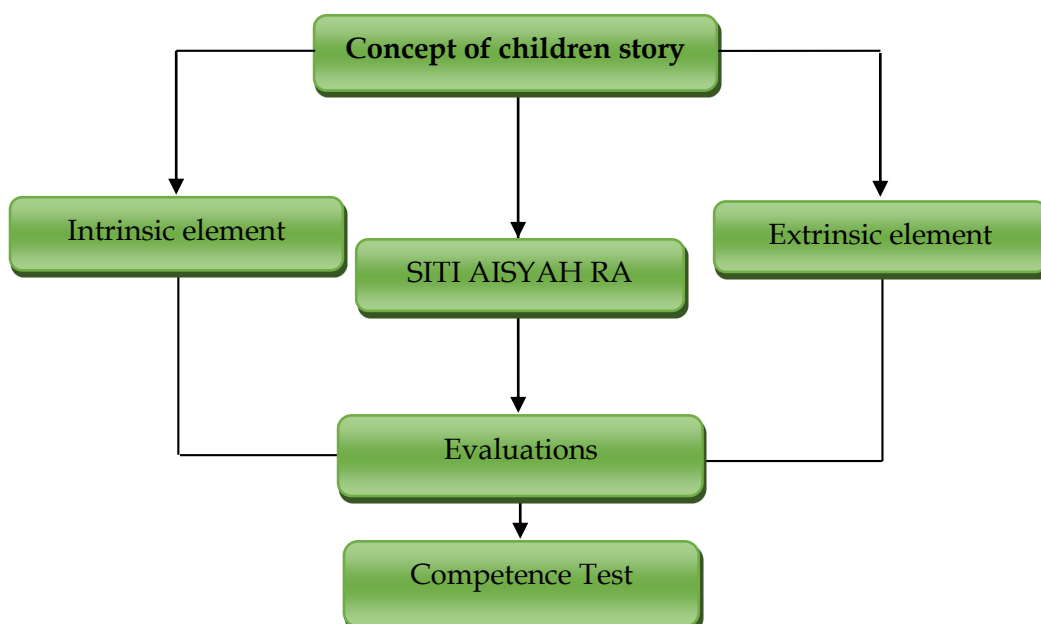 Concept of children story
Intrinsic element
SITI AISYAH RA
Extrinsic element
Evaluations
Competence Test